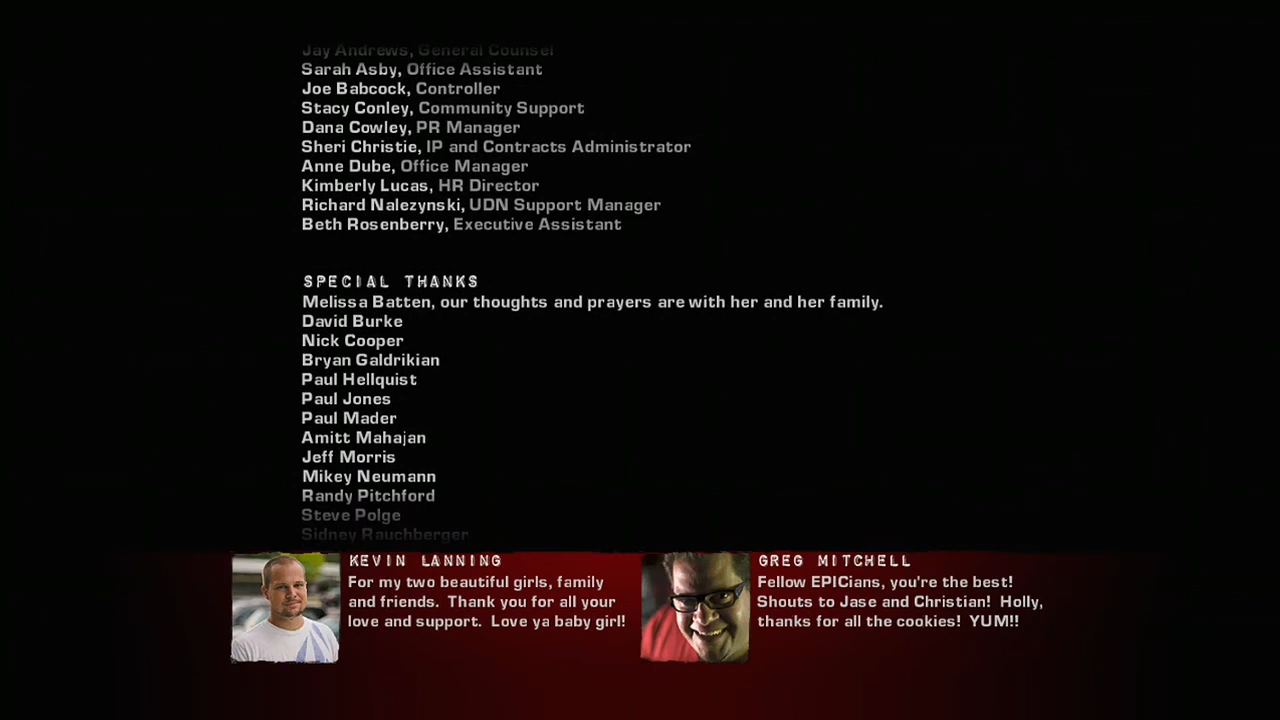 Jay Andrews, General Counsel
Sarah Asby, Office Assistant
Joe Babcock, Controller
Stacy Conley, Community Support
Dana Cowley, PR Manager
Sheri Christie, IP and Contracts Administrator
Anne Dube, Office Manager
Kimberly Lucas, HR Director
Richard Nalezynski, UDN Support Manager
Beth Rosenberry, Executive Assistant
SPECIAL THANKS
Melissa Batten, our thoughts and prayers are with her and her family.
David Burke
Nick Cooper
Bryan Galdrikian
Paul Hellquist
Paul Jones
Paul Mader
Amitt Mahajan
Jeff Morris
Mikey Neumann
Randy Pitchford
Steve Polge
Sidney Rauchberger
KEVIN LANNING
For my two beautiful girls, family
and friends.  Thank you for all your
love and support.  Love ya baby girl!
GREG MITCHELL
Fellow EPICians, you're the best!
Shouts to Jase and Christian!  Holly,
thanks for all the cookies!  YUM!!